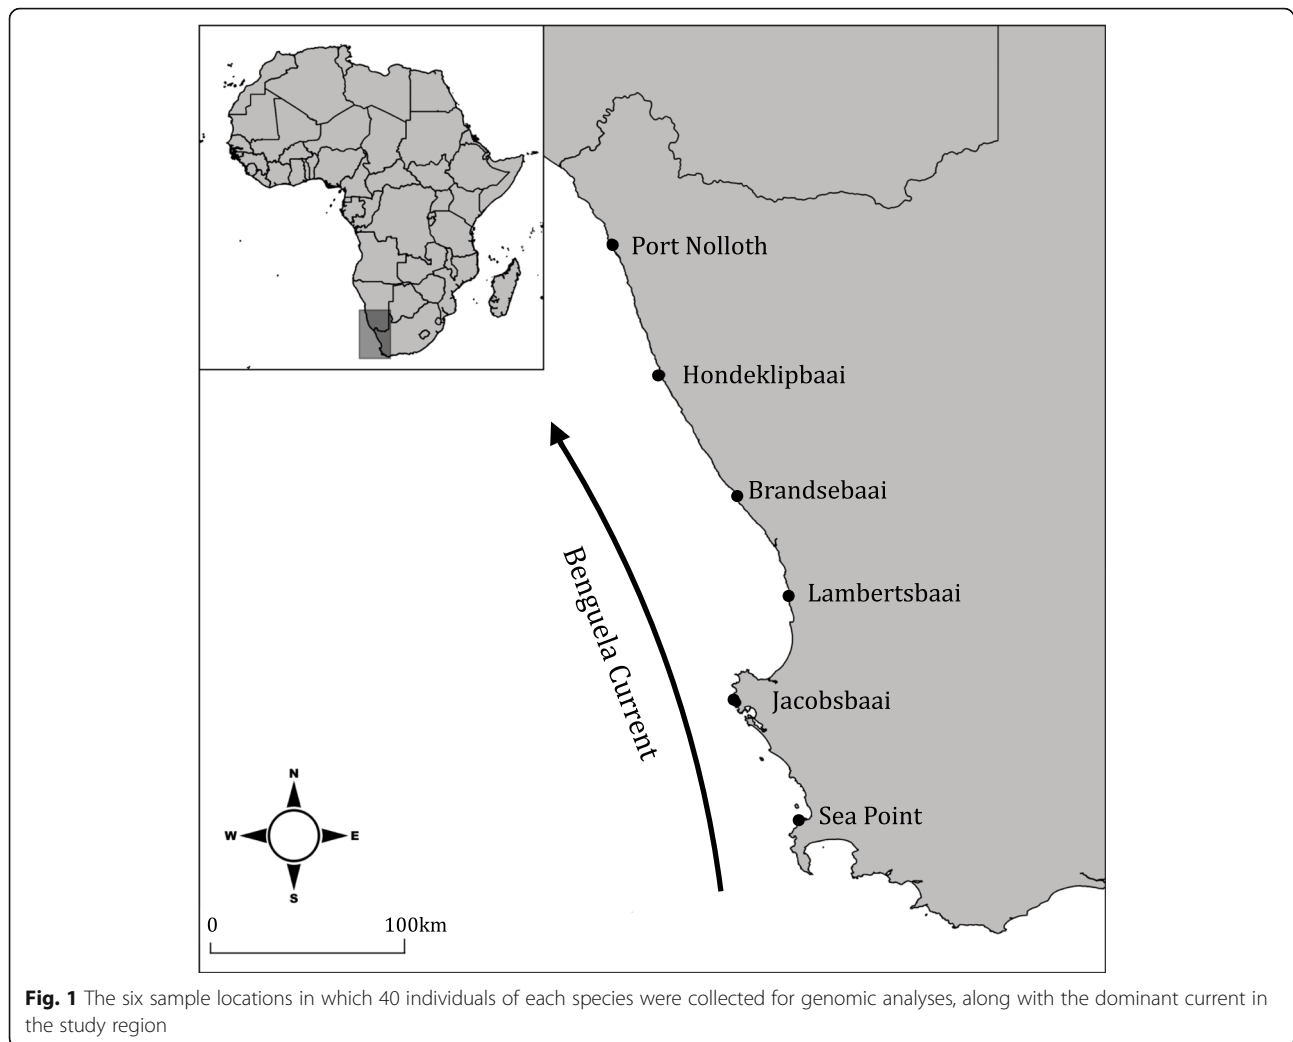 Port Nolloth
Hondeklipbaai
Brandsebaai
Lambertsbaai
Benguela Current
Jacobsbaai
Sea Point
N
W E
S
0 100km
Fig. 1 The six sample locations in which 40 individuals of each species were collected for genomic analyses, along with the dominant current in
the study region